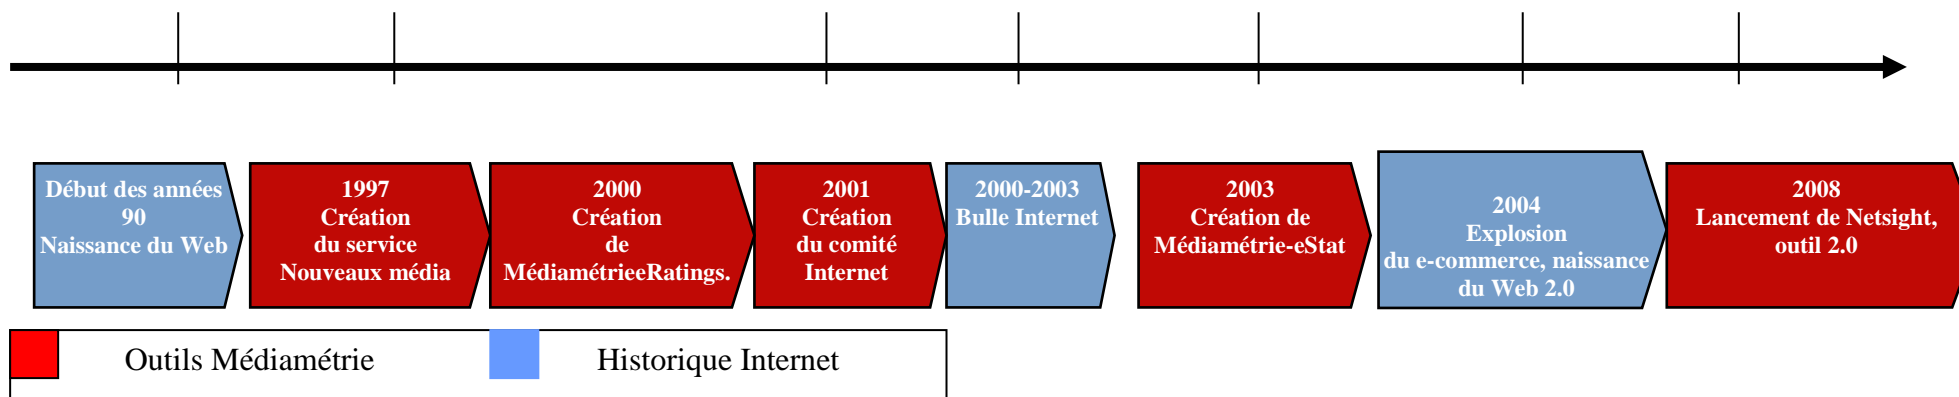 Début des années
90
Naissance du Web
1997
Création
du service
Nouveaux média
2000
Création
de
MédiamétrieeRatings.
2001
Création
du comité
Internet
2000-2003
Bulle Internet
2003
Création de
Médiamétrie-eStat
2004
Explosion
du e-commerce, naissance
du Web 2.0
2008
Lancement de Netsight,
outil 2.0
Outils Médiamétrie
Historique Internet